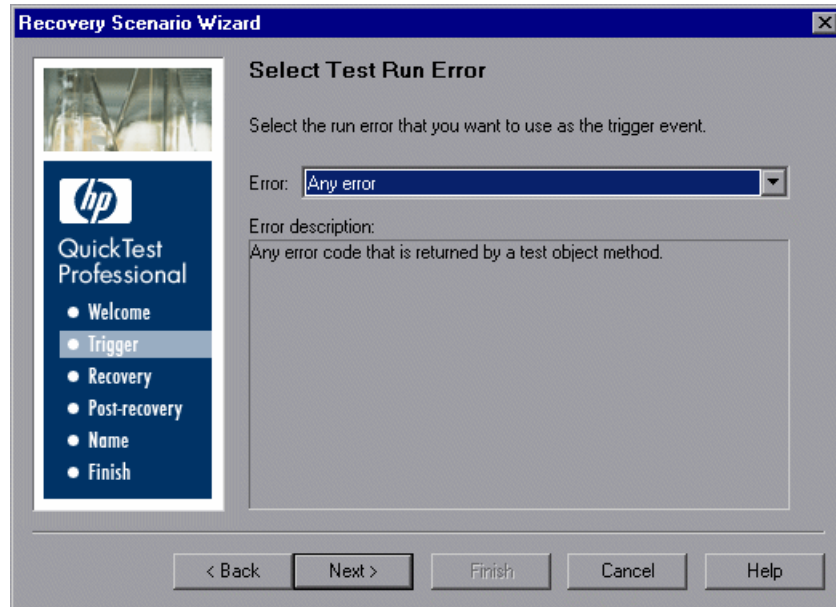 Recovery Scenario Wizard
Select Test Run Error
Select the run error that you want to use as the trigger event.
Error: Any error
Error description:
Any error code that is returned by a test object method.
hp
QuickTest
Professional
Welcome
Trigger
Recovery
Post-recovery
Name
Finish
< Back Next > Finish Cancel Help